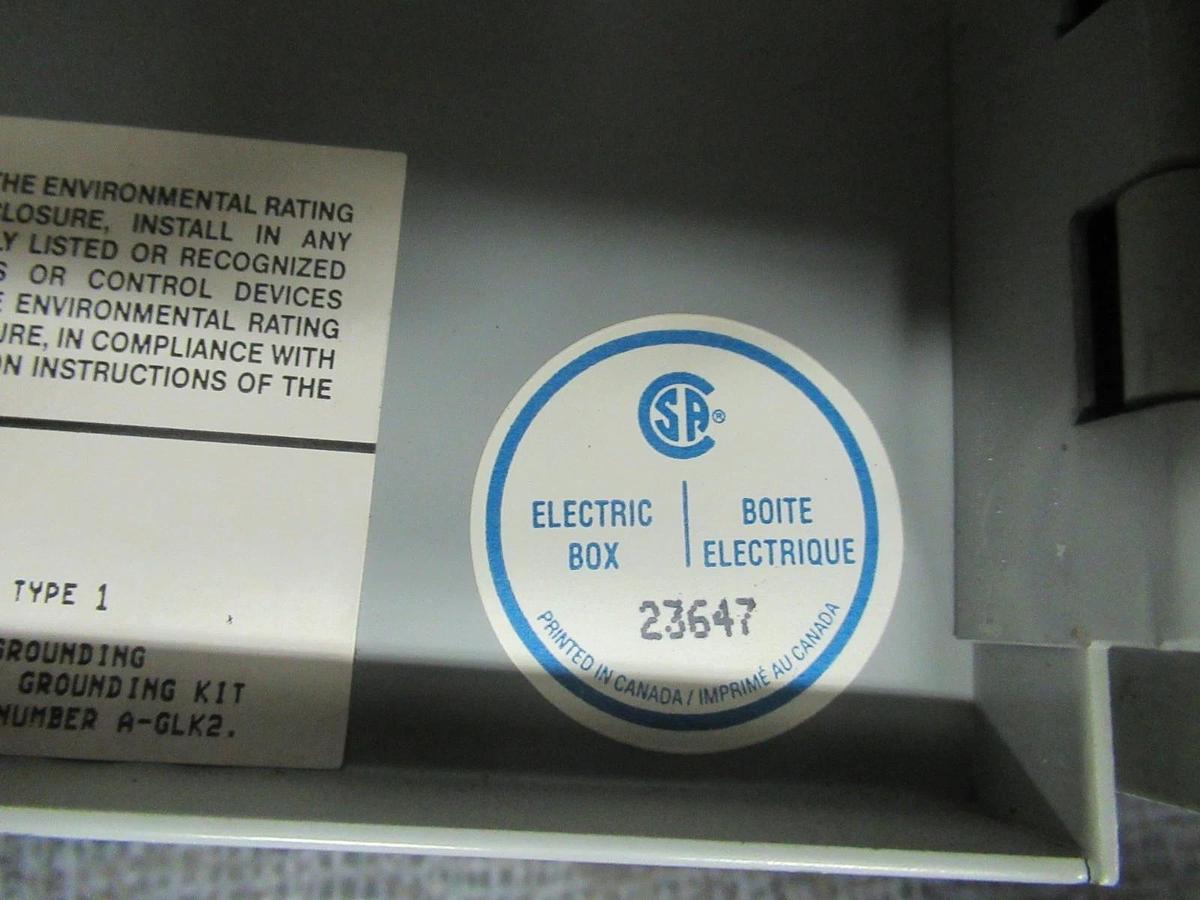 THE ENVIRONMENTAL RATING
CLOSURE, INSTALL IN ANY
LY LISTED OR RECOGNIZED
S OR CONTROL DEVICES
E ENVIRONMENTAL RATING
URE, IN COMPLIANCE WITH
ON INSTRUCTIONS OF THE
TYPE 1
GROUNDING
GROUNDING KIT
NUMBER A-GLK2.
CSA®
ELECTRIC BOX
BOITE ELECTRIQUE
23647
PRINTED IN CANADA / IMPRIMÉ AU CANADA